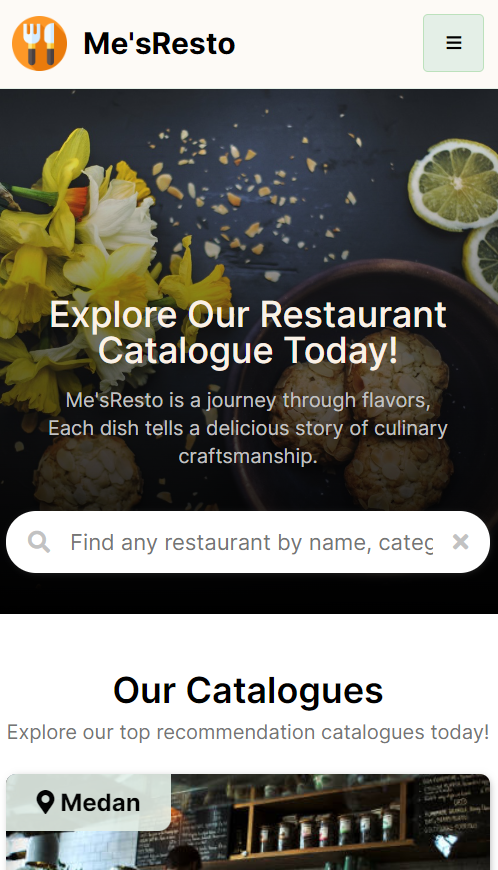 Me'sResto
Explore Our Restaurant
Catalogue Today!
Me'sResto is a journey through flavors,
Each dish tells a delicious story of culinary
craftsmanship.
Find any restaurant by name, categ
Our Catalogues
Explore our top recommendation catalogues today!
Medan